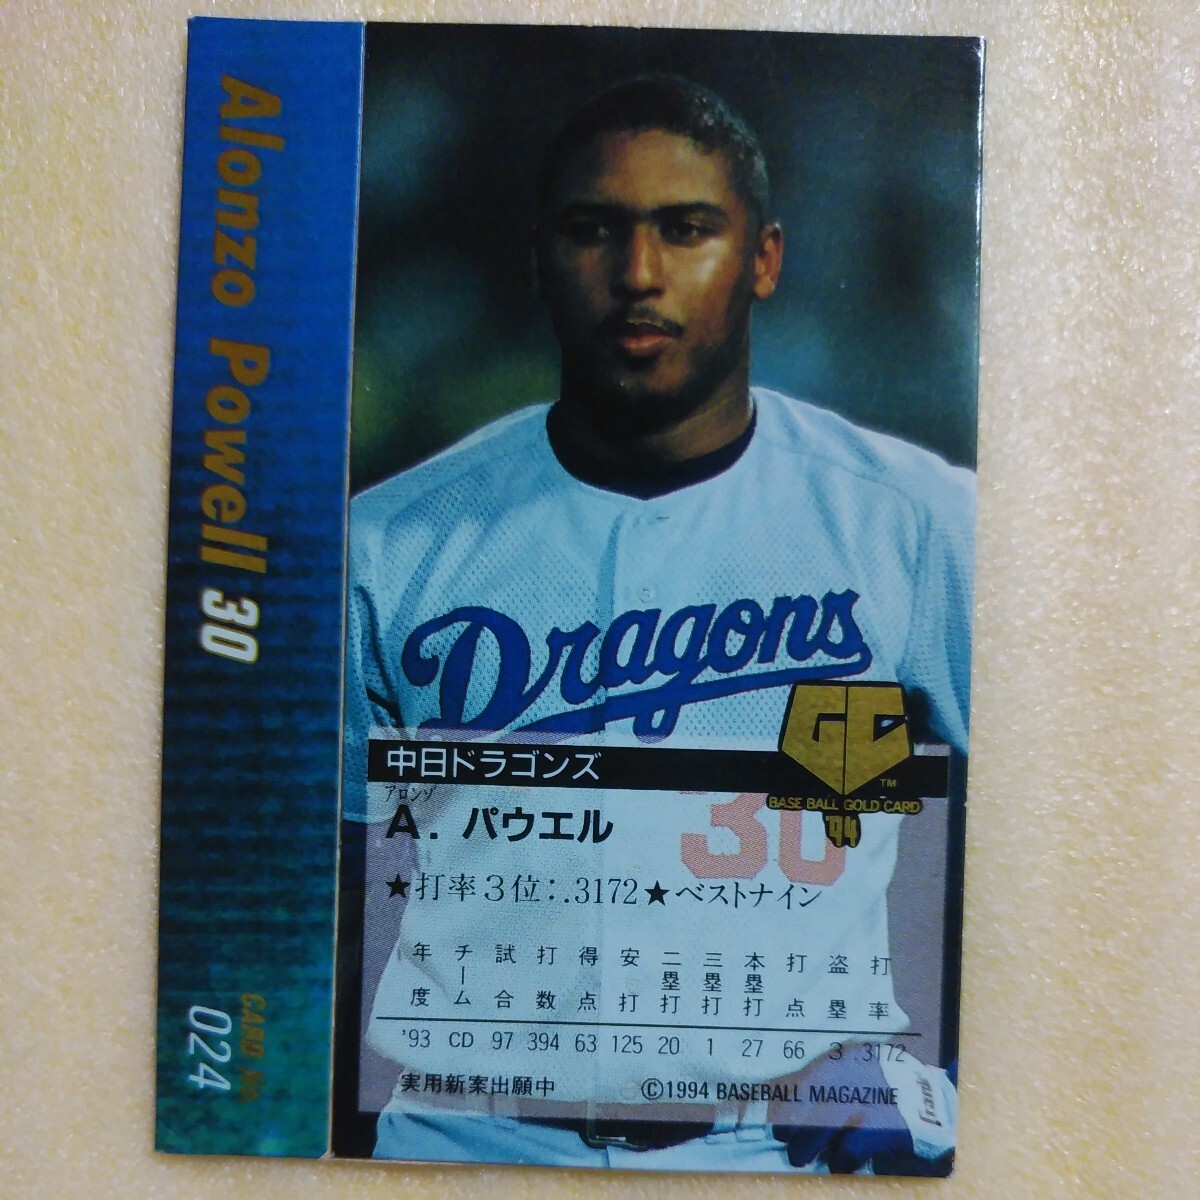 Alonzo Powell 30
CARD No.
024
Dragons
GC
TM
BASE BALL GOLD CARD
'94
中日ドラゴンズ
アロンゾ
A. パウエル
30
★打率3位:.3172★ベストナイン
年度 チーム 試合 打数 得点 安打 二塁打 三塁打 本塁打 打点 盗塁 打率
'93 CD 97 394 63 125 20 1 27 66 3 .3172
実用新案出願中 ©1994 BASEBALL MAGAZINE